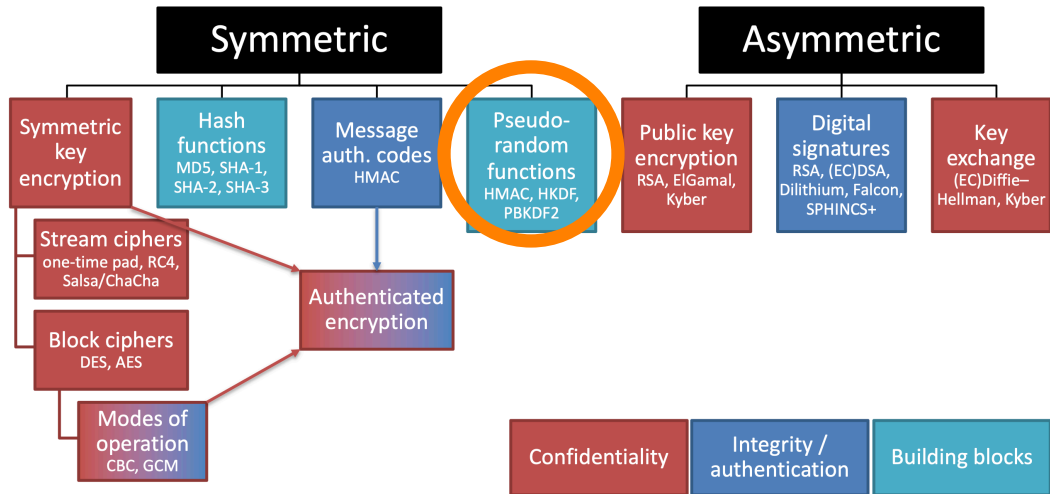 Symmetric
Asymmetric
Symmetric
key
encryption
Hash
functions
MD5, SHA-1,
SHA-2, SHA-3
Message
auth. codes
HMAC
Pseudo-
random
functions
HMAC, HKDF,
PBKDF2
Public key
encryption
RSA, ElGamal,
Kyber
Digital
signatures
RSA, (EC)DSA,
Dilithium, Falcon,
SPHINCS+
Key
exchange
(EC)Diffie–
Hellman, Kyber
Stream ciphers
one-time pad, RC4,
Salsa/ChaCha
Authenticated
encryption
Block ciphers
DES, AES
Modes of
operation
CBC, GCM
Confidentiality
Integrity /
authentication
Building blocks